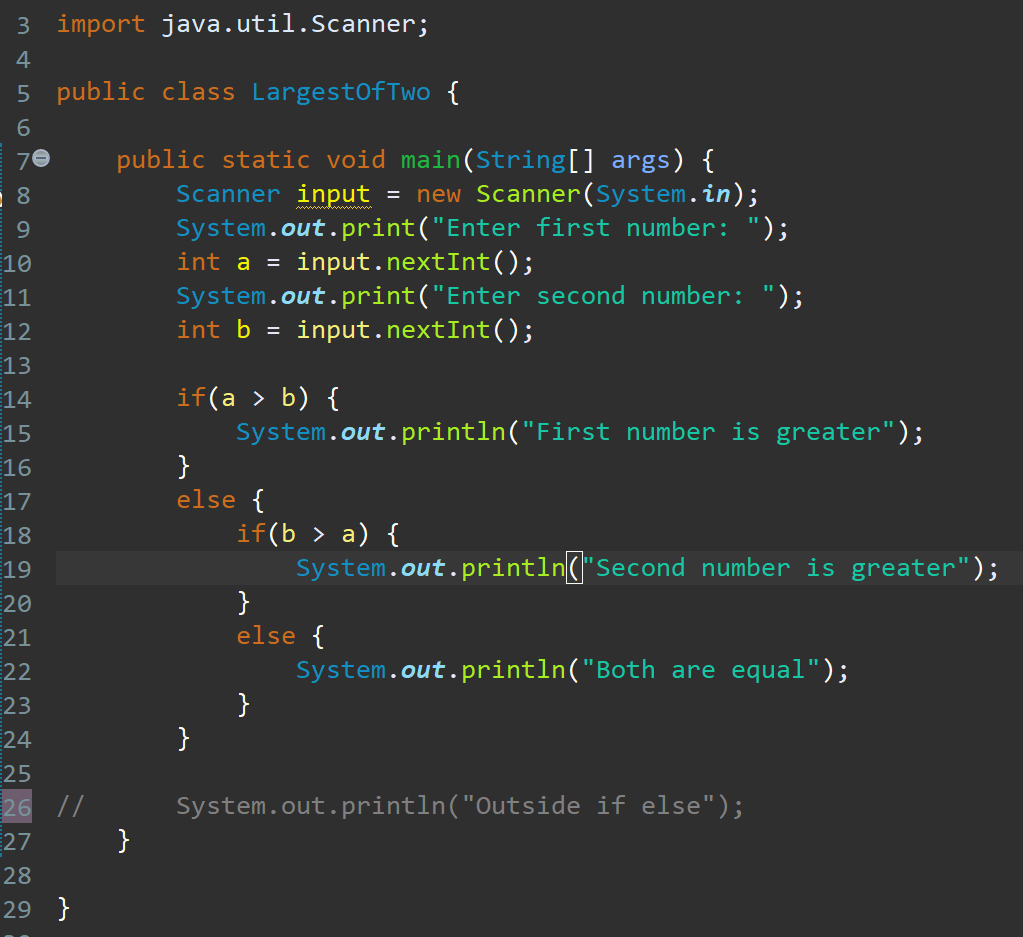 3 import java.util.Scanner;
4
5 public class LargestOfTwo {
6
7 public static void main(String[] args) {
8 Scanner input = new Scanner(System.in);
9 System.out.print("Enter first number: ");
10 int a = input.nextInt();
11 System.out.print("Enter second number: ");
12 int b = input.nextInt();
13
14 if(a > b) {
15 System.out.println("First number is greater");
16 }
17 else {
18 if(b > a) {
19 System.out.println("Second number is greater");
20 }
21 else {
22 System.out.println("Both are equal");
23 }
24 }
25
26 // System.out.println("Outside if else");
27 }
28
29 }